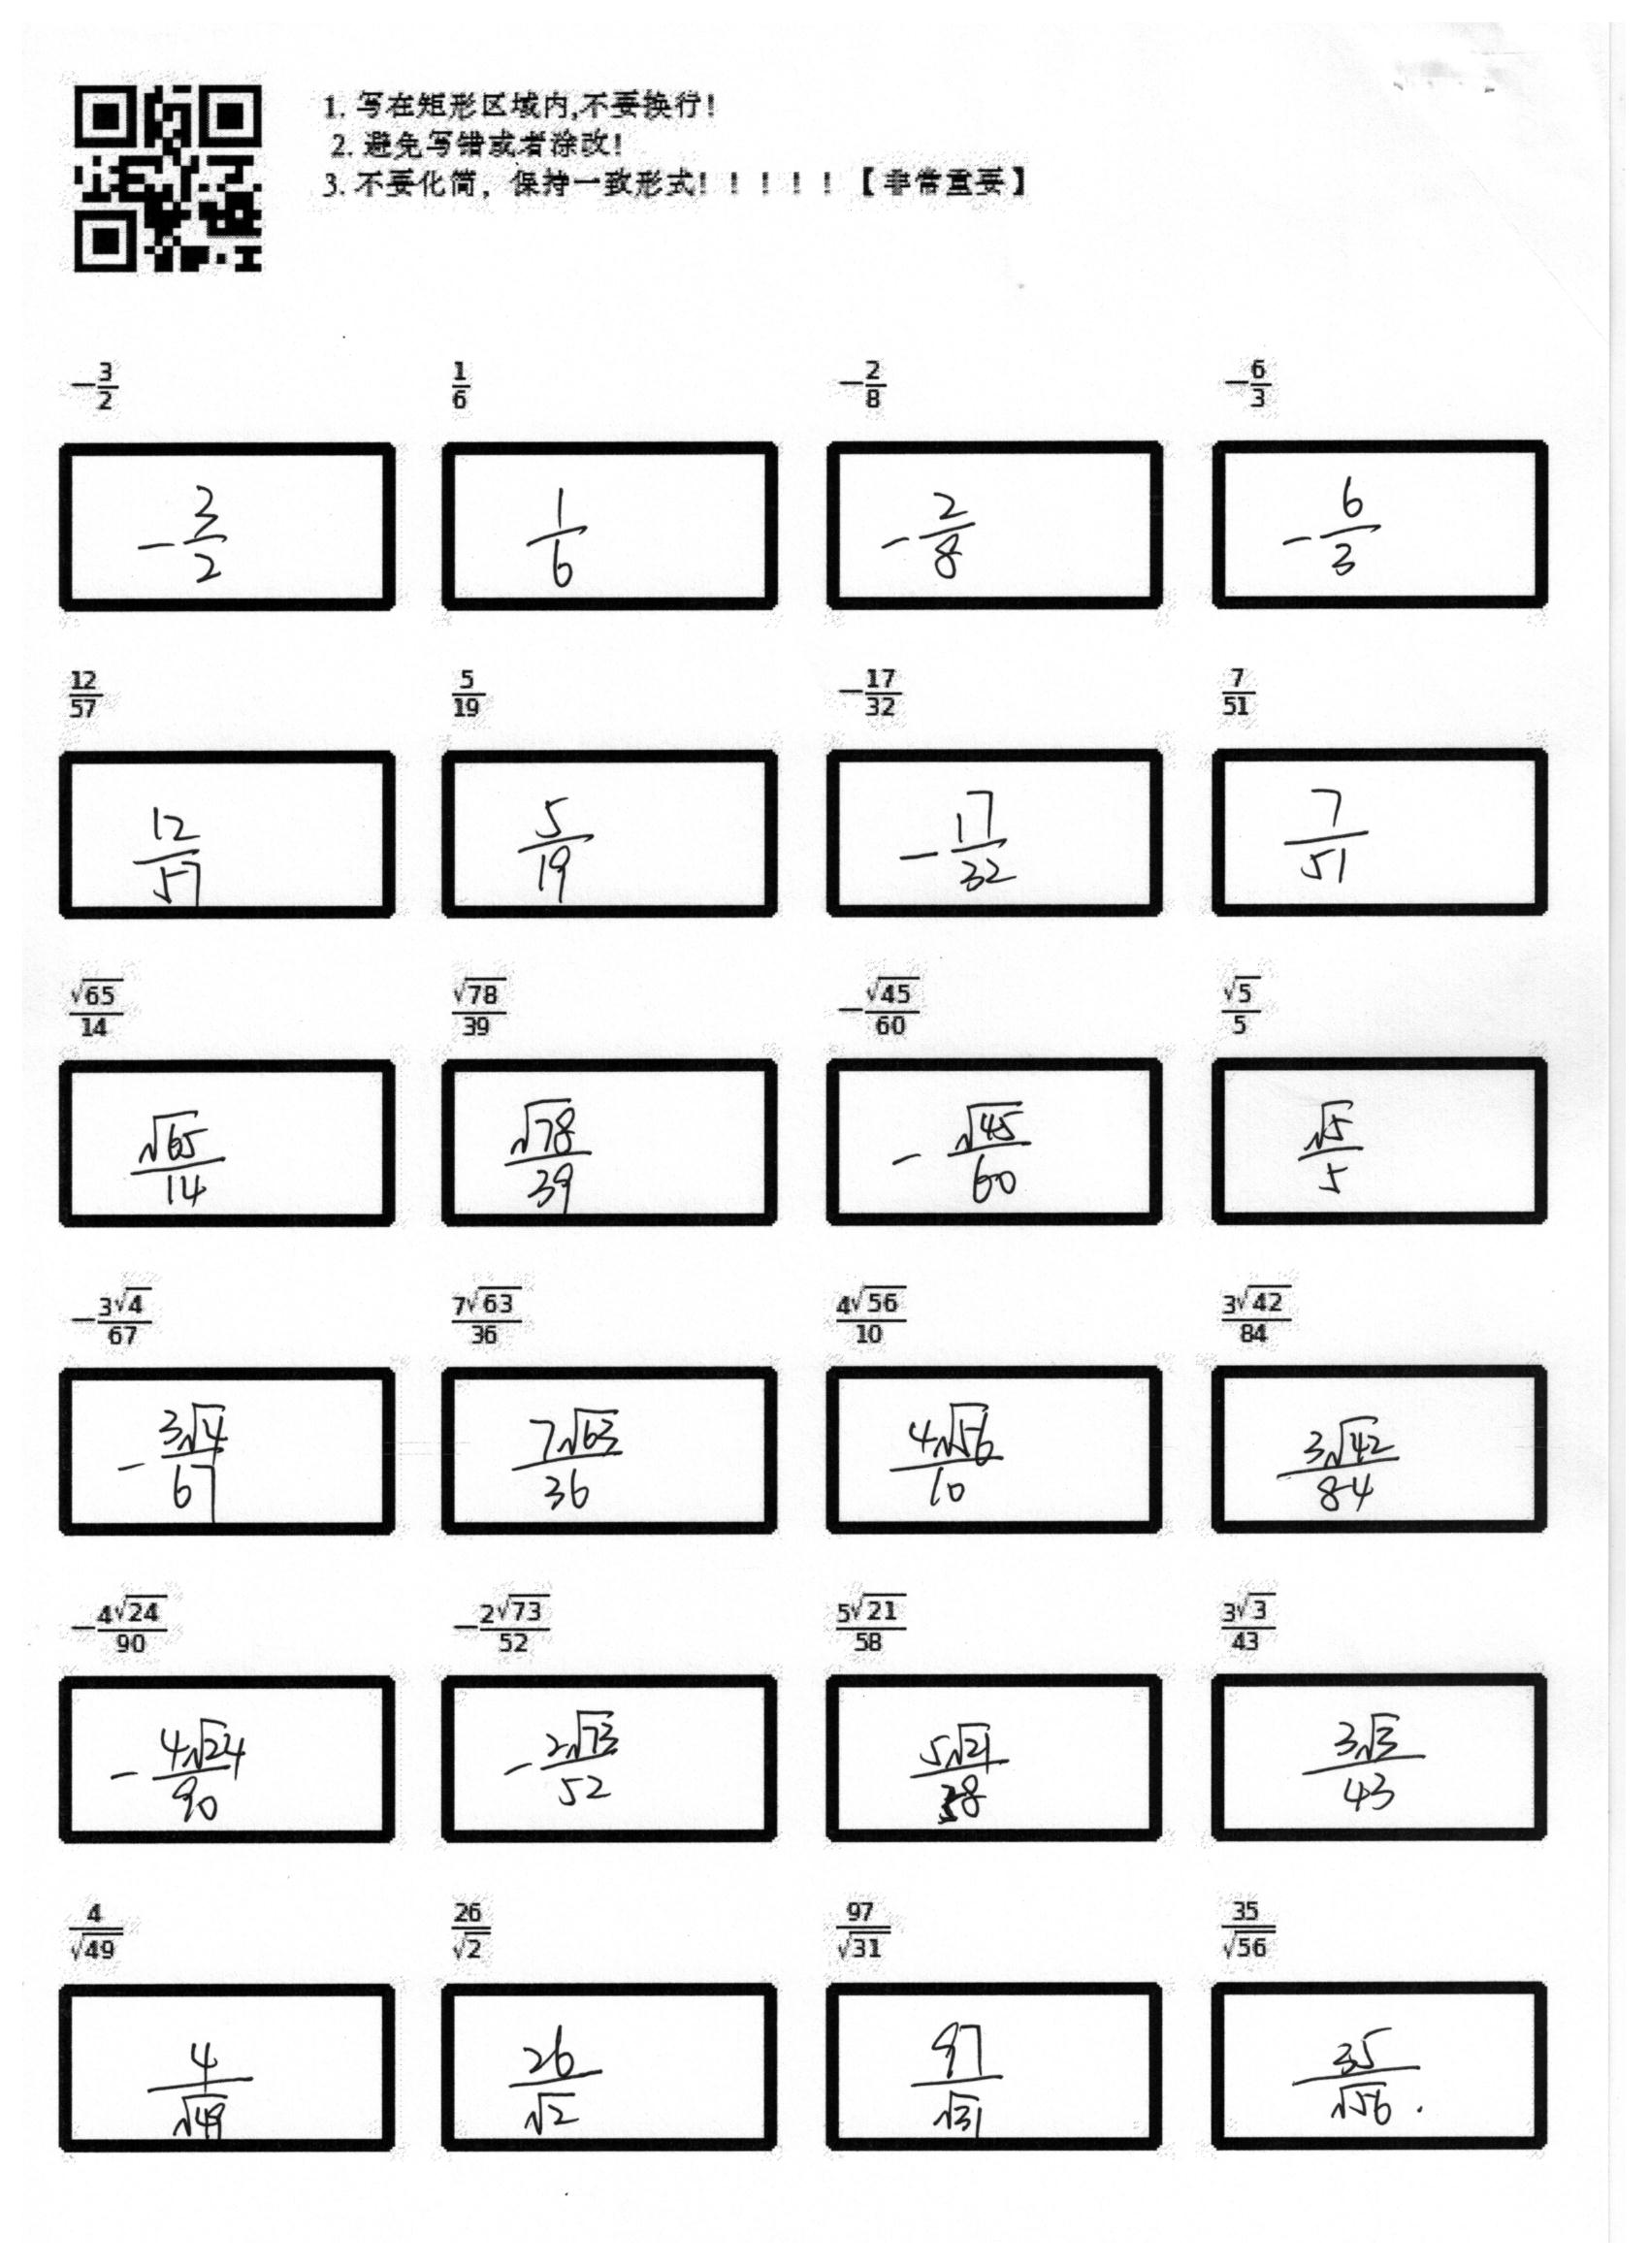 1. 写在矩形区域内,不要换行!
2. 避免写错或者涂改!
3. 不要化简，保持一致形式!!!!!【非常重要】
$-\frac{3}{2}$ $\frac{1}{6}$ $-\frac{2}{8}$ $-\frac{6}{3}$
$-\frac{3}{2}$ $\frac{1}{6}$ $-\frac{2}{8}$ $-\frac{6}{3}$
$\frac{12}{57}$ $\frac{5}{19}$ $-\frac{17}{32}$ $\frac{7}{51}$
$\frac{12}{57}$ $\frac{5}{19}$ $-\frac{17}{32}$ $\frac{7}{51}$
$\frac{\sqrt{65}}{14}$ $\frac{\sqrt{78}}{39}$ $-\frac{\sqrt{45}}{60}$ $\frac{\sqrt{5}}{5}$
$\frac{\sqrt{65}}{14}$ $\frac{\sqrt{78}}{39}$ $-\frac{\sqrt{45}}{60}$ $\frac{\sqrt{5}}{5}$
$-\frac{3\sqrt{4}}{67}$ $\frac{7\sqrt{63}}{36}$ $\frac{4\sqrt{56}}{10}$ $\frac{3\sqrt{42}}{84}$
$-\frac{3\sqrt{4}}{67}$ $\frac{7\sqrt{63}}{36}$ $\frac{4\sqrt{56}}{10}$ $\frac{3\sqrt{42}}{84}$
$-\frac{4\sqrt{24}}{90}$ $-\frac{2\sqrt{73}}{52}$ $\frac{5\sqrt{21}}{58}$ $\frac{3\sqrt{3}}{43}$
$-\frac{4\sqrt{24}}{90}$ $-\frac{2\sqrt{73}}{52}$ $\frac{5\sqrt{21}}{58}$ $\frac{3\sqrt{3}}{43}$
$\frac{4}{\sqrt{49}}$ $\frac{26}{\sqrt{2}}$ $\frac{97}{\sqrt{31}}$ $\frac{35}{\sqrt{56}}$
$\frac{4}{\sqrt{49}}$ $\frac{26}{\sqrt{2}}$ $\frac{97}{\sqrt{31}}$ $\frac{35}{\sqrt{56}}.$